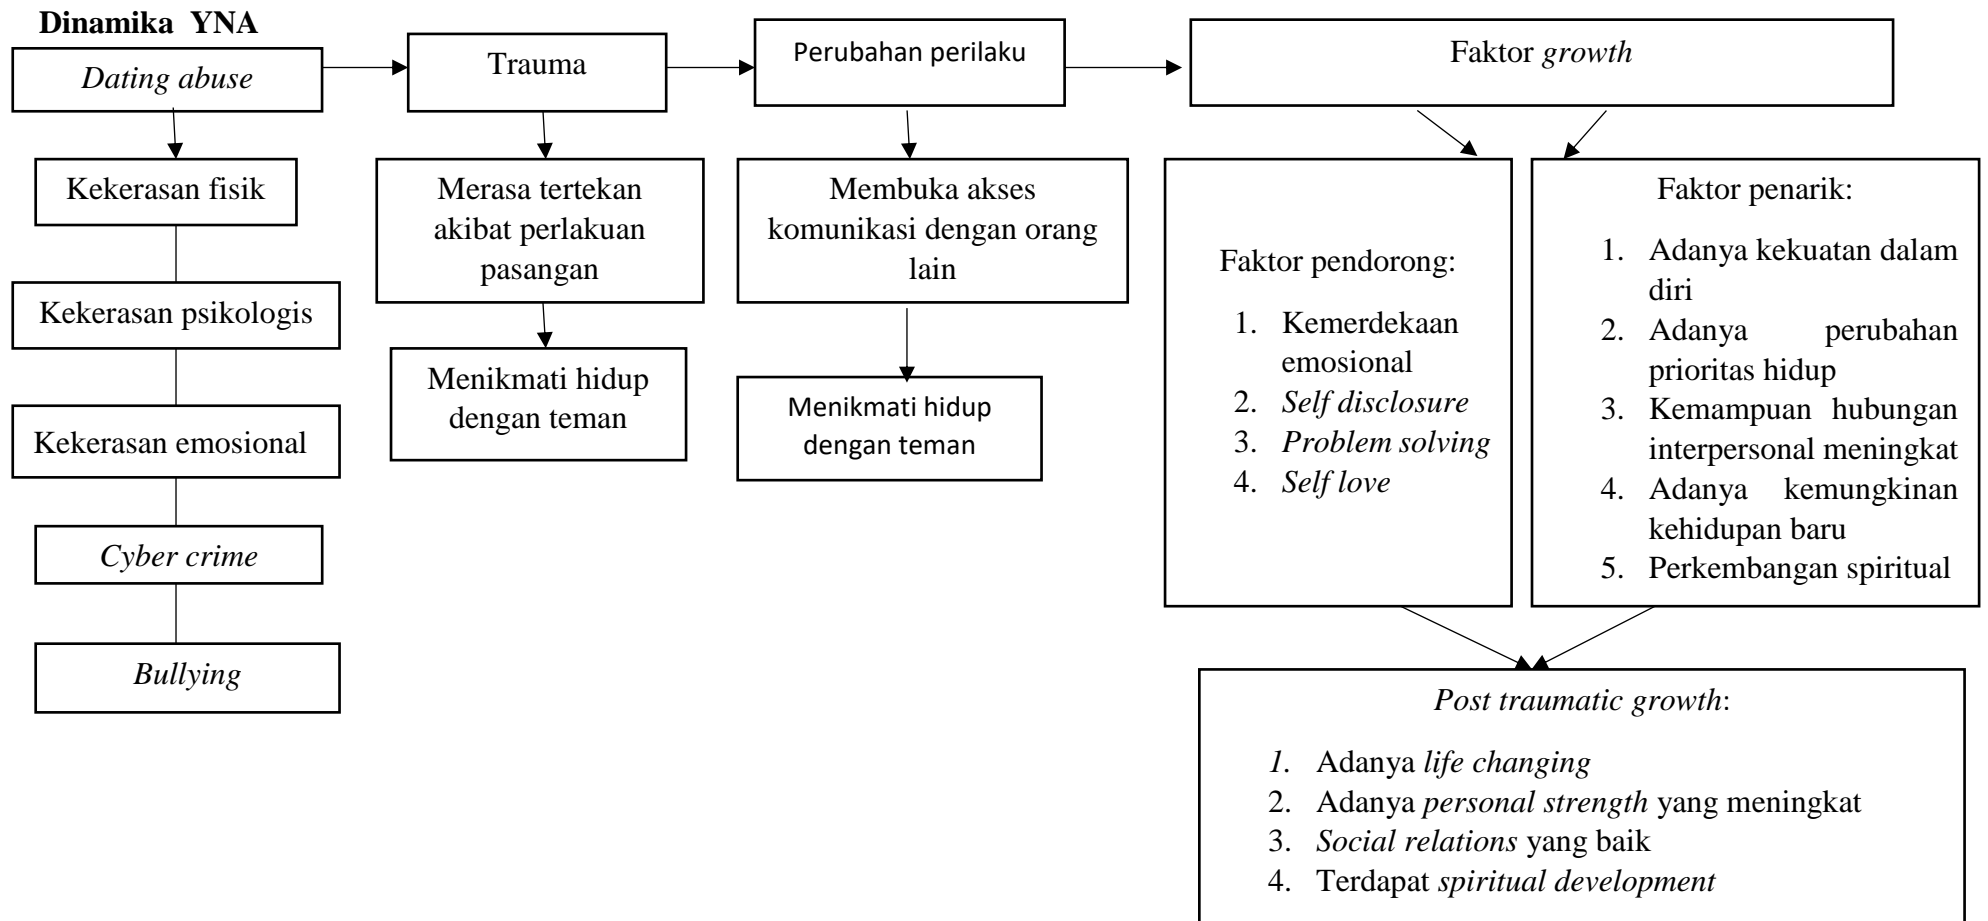 Dinamika YNA
Dating abuse
Trauma
Perubahan perilaku
Faktor growth
Kekerasan fisik
Kekerasan psikologis
Kekerasan emosional
Cyber crime
Bullying
Merasa tertekan
akibat perlakuan
pasangan
Menikmati hidup
dengan teman
Membuka akses
komunikasi dengan orang
lain
Menikmati hidup
dengan teman
Faktor pendorong:
1. Kemerdekaan
emosional
2. Self disclosure
3. Problem solving
4. Self love
Faktor penarik:
1. Adanya kekuatan dalam
diri
2. Adanya perubahan
prioritas hidup
3. Kemampuan hubungan
interpersonal meningkat
4. Adanya kemungkinan
kehidupan baru
5. Perkembangan spiritual
Post traumatic growth:
1. Adanya life changing
2. Adanya personal strength yang meningkat
3. Social relations yang baik
4. Terdapat spiritual development